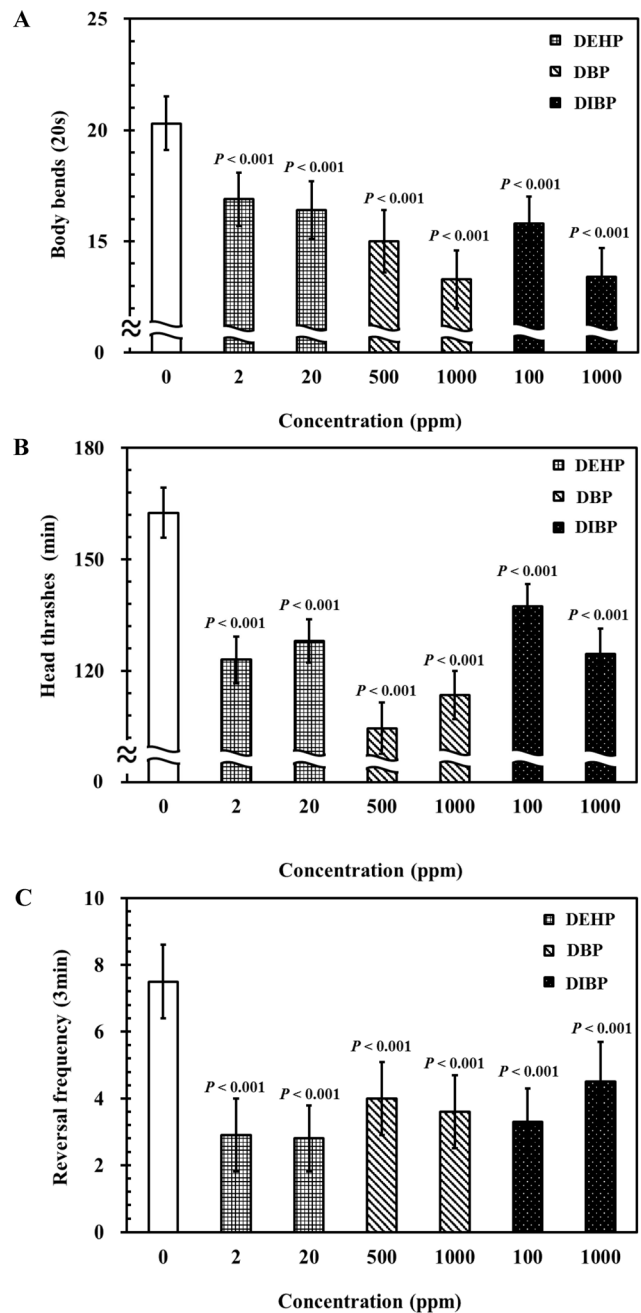 A
25
20
15
0
Body bends (20s)
DEHP
DBP
DIBP
P < 0.001
P < 0.001
P < 0.001
P < 0.001
P < 0.001
P < 0.001
0 2 20 500 1000 100 1000
Concentration (ppm)
B
180
150
120
0
Head thrashes (min)
DEHP
DBP
DIBP
P < 0.001
P < 0.001
P < 0.001
P < 0.001
P < 0.001
P < 0.001
0 2 20 500 1000 100 1000
Concentration (ppm)
C
10
8
6
4
2
0
Reversal frequency (3min)
DEHP
DBP
DIBP
P < 0.001
P < 0.001
P < 0.001
P < 0.001
P < 0.001
P < 0.001
0 2 20 500 1000 100 1000
Concentration (ppm)